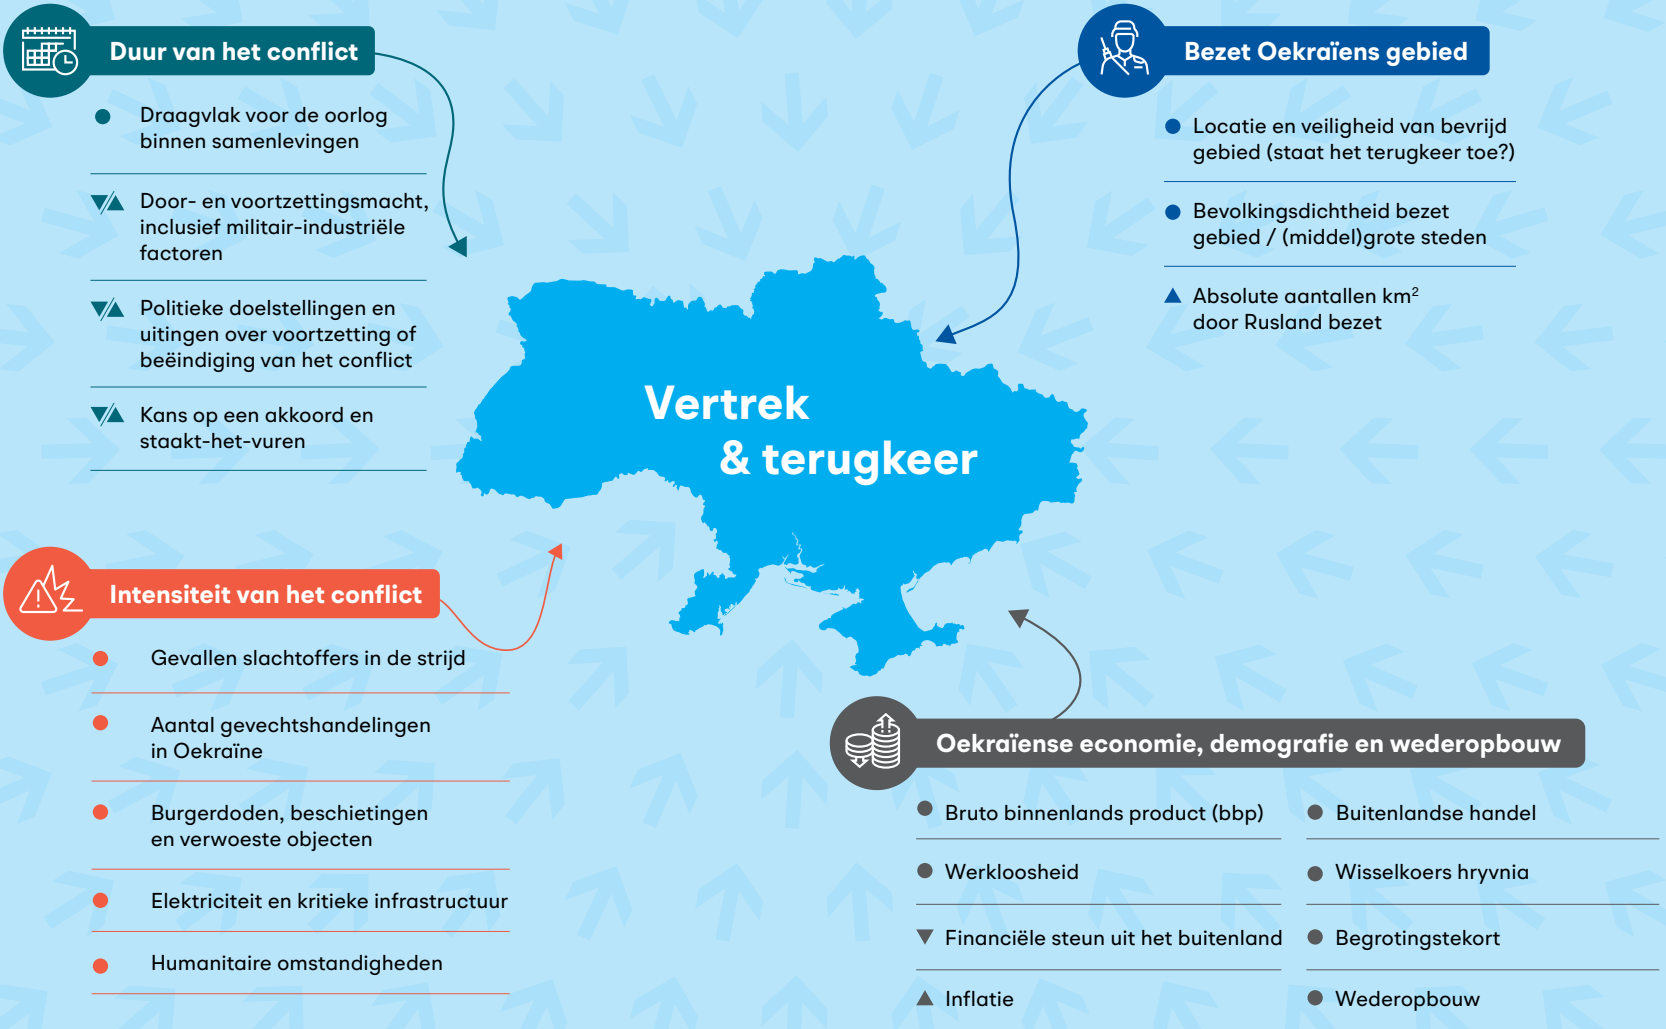 Duur van het conflict
Draagvlak voor de oorlog
binnen samenlevingen
Door- en voortzettingsmacht,
inclusief militair-industriële
factoren
Politieke doelstellingen en
uitingen over voortzetting of
beëindiging van het conflict
Kans op een akkoord en
staakt-het-vuren
Bezet Oekraïens gebied
Locatie en veiligheid van bevrijd
gebied (staat het terugkeer toe?)
Bevolkingsdichtheid bezet
gebied / (middel)grote steden
Absolute aantallen km²
door Rusland bezet
Vertrek
& terugkeer
Intensiteit van het conflict
Gevallen slachtoffers in de strijd
Aantal gevechtshandelingen
in Oekraïne
Burgerdoden, beschietingen
en verwoeste objecten
Elektriciteit en kritieke infrastructuur
Humanitaire omstandigheden
Oekraïense economie, demografie en wederopbouw
Bruto binnenlands product (bbp)
Werkloosheid
Financiële steun uit het buitenland
Inflatie
Buitenlandse handel
Wisselkoers hryvnia
Begrotingstekort
Wederopbouw